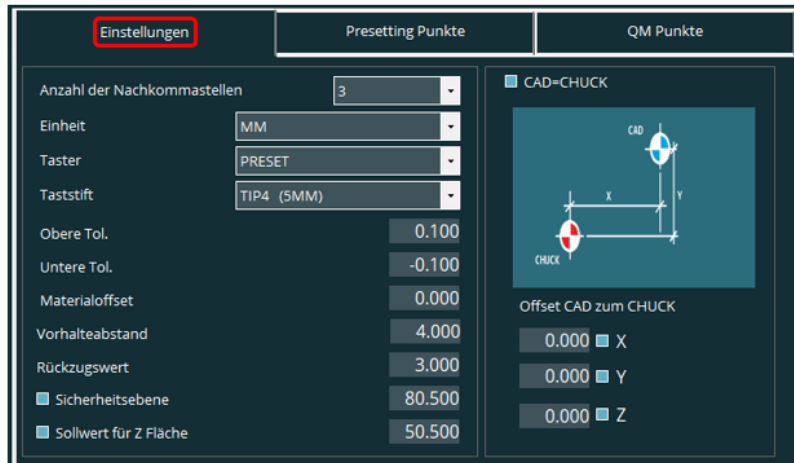 Einstellungen
Presetting Punkte
QM Punkte
Anzahl der Nachkommastellen 3
Einheit MM
Taster PRESET
Taststift TIP4 (5MM)
Obere Tol. 0.100
Untere Tol. -0.100
Materialoffset 0.000
Vorhalteabstand 4.000
Rückzugswert 3.000
Sicherheitsebene 80.500
Sollwert für Z Fläche 50.500
CAD=CHUCK
CAD
X
Y
CHUCK
Offset CAD zum CHUCK
0.000 X
0.000 Y
0.000 Z